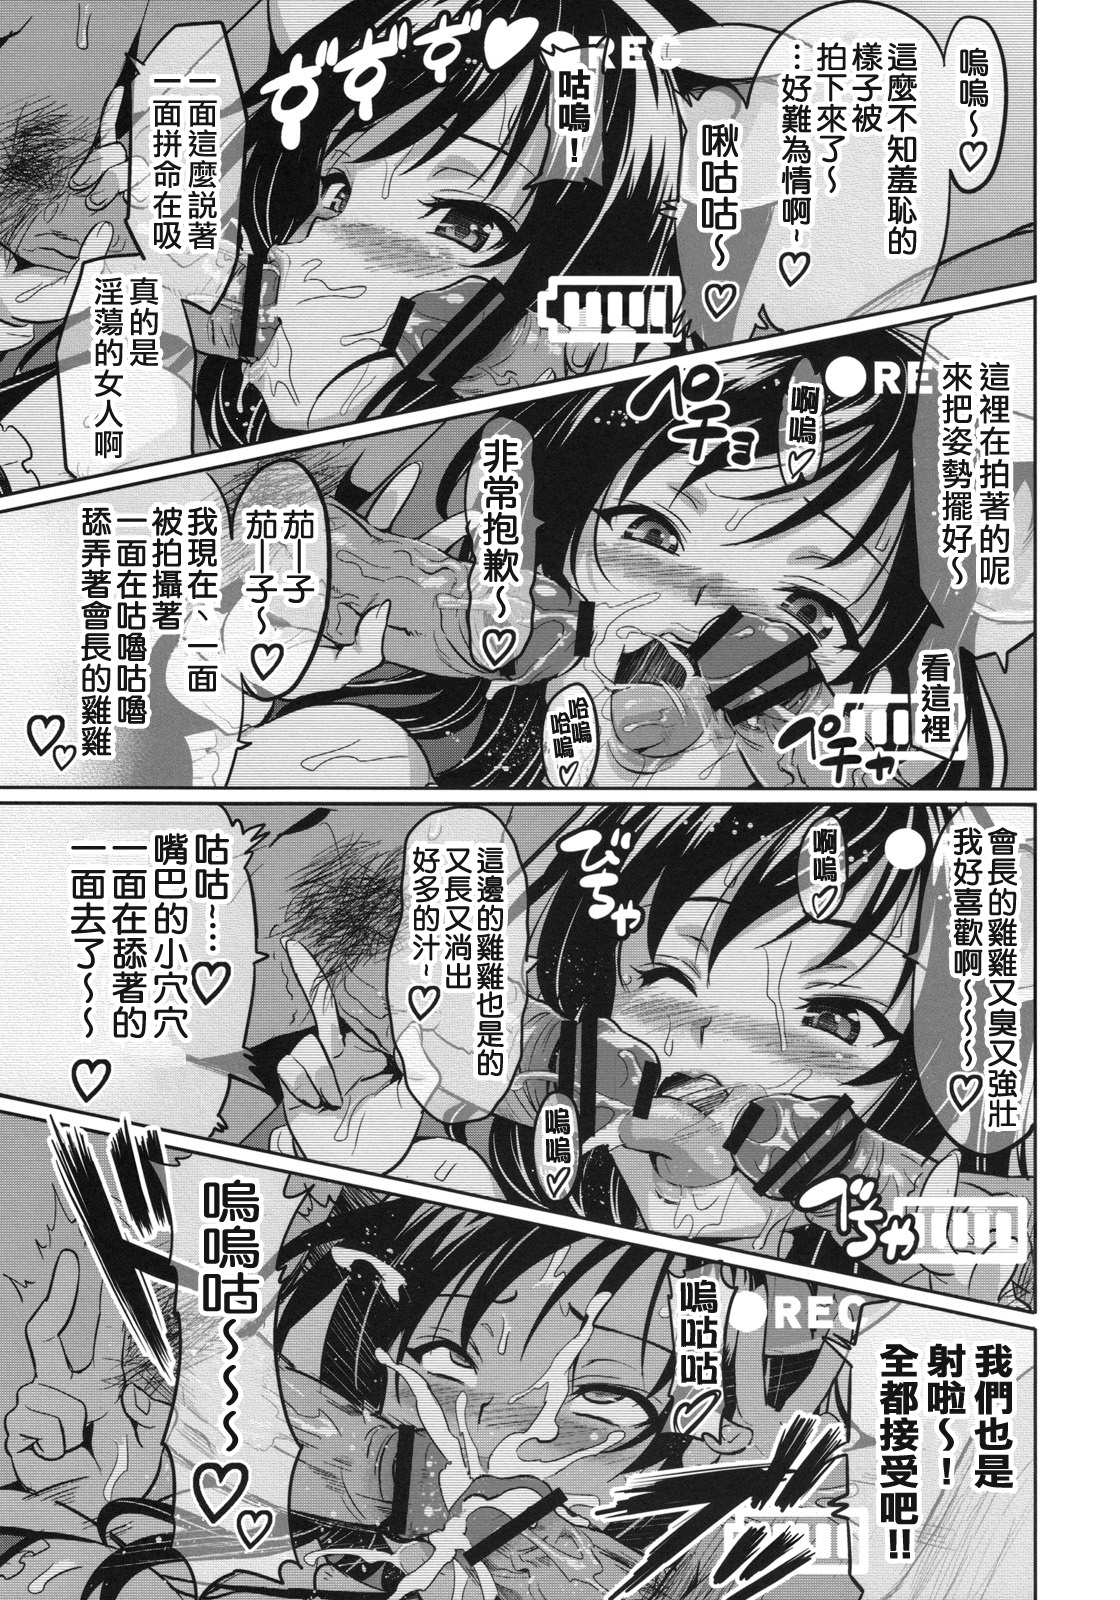 嗚嗚～♡
這麼不知羞恥的
樣子被
拍下來了～
…好難為情啊~♡
啾咕咕～♡
REC
咕嗚！
ずずず♥
一面這麼說著
一面拼命在吸
真的是
淫蕩的女人啊
這裡在拍著的呢
來把姿勢擺好～
REC
啊嗚♡
ペチョ
看這裡
非常抱歉～♡
茄ー子
茄ー子～♡
哈嗚
哈嗚♡
ペチャ
我現在、一面
被拍攝著
一面在咕嚕咕嚕
舔弄著會長的雞雞
♡♡
會長的雞雞又臭又強壯
我好喜歡啊～～～♡
啊嗚♡
びちゃ
這邊的雞雞也是的
又長又淌出
好多的汁~♡
嗚嗚♡
べちゃ
咕咕~…♡
嘴巴的小穴穴
一面在舔著的
一面去了～～♡
我們也是
射啦～！
全都接受吧!!
REC
嗚咕咕♡
嗚嗚咕～～～♡♡